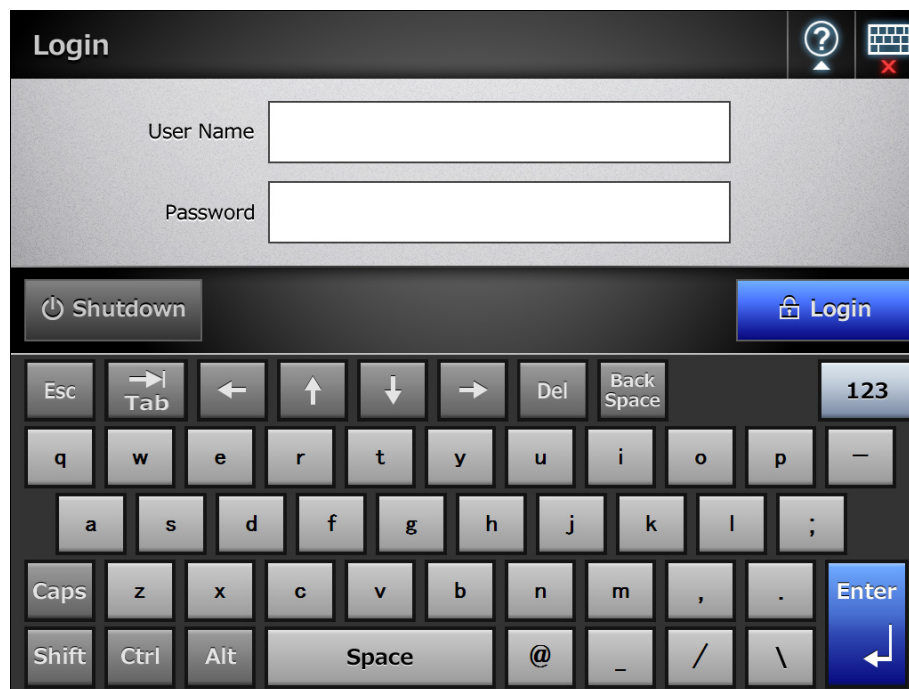 Login
?
User Name
Password
Shutdown
Login
Esc Tab Del Back Space 123
q w e r t y u i o p —
a s d f g h j k l ;
Caps z x c v b n m , . Enter
Shift Ctrl Alt Space @ _ / \